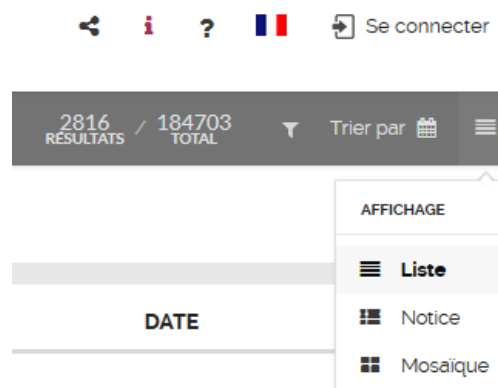 i ? Se connecter
2816 / 184703 Trier par
RÉSULTATS TOTAL
AFFICHAGE
Liste
DATE
Notice
Mosaïque